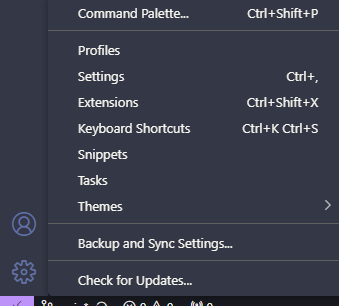 Command Palette... Ctrl+Shift+P
Profiles
Settings Ctrl+,
Extensions Ctrl+Shift+X
Keyboard Shortcuts Ctrl+K Ctrl+S
Snippets
Tasks
Themes
Backup and Sync Settings...
Check for Updates...